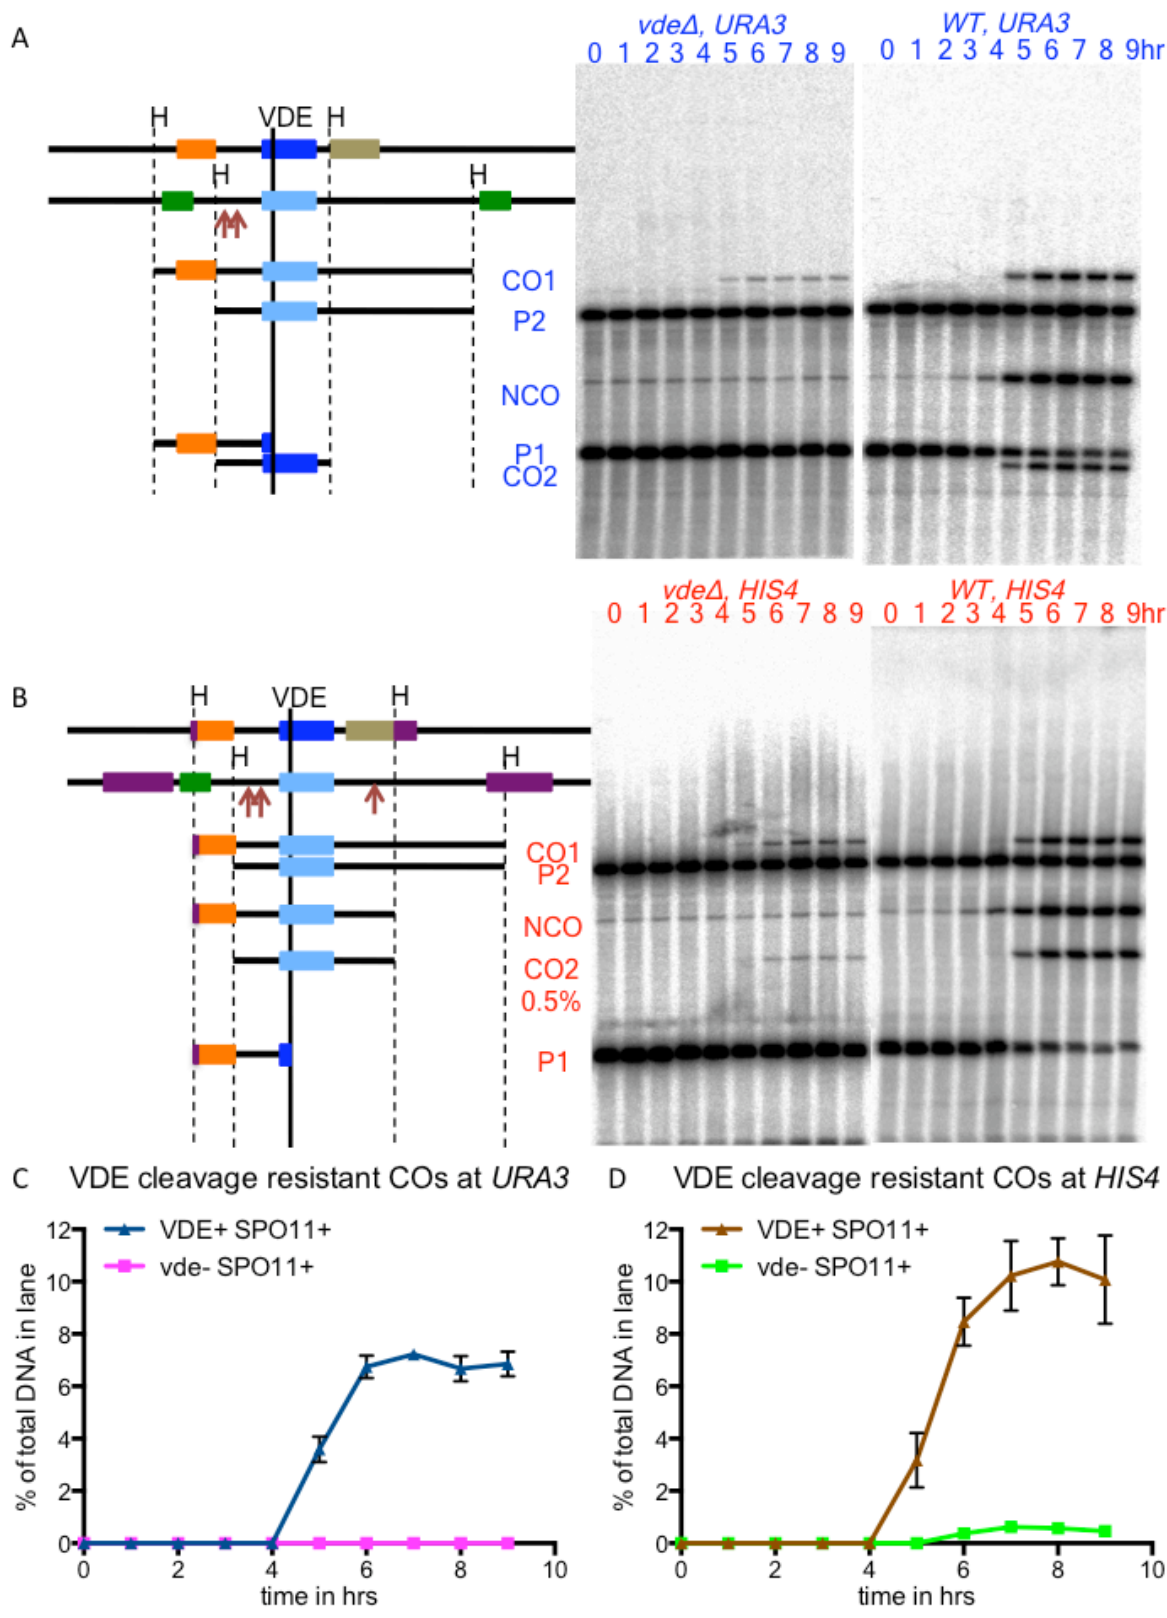 A
vdeΔ, URA3
WT, URA3
0 1 2 3 4 5 6 7 8 9
0 1 2 3 4 5 6 7 8 9hr
H VDE H
H H
CO1
P2
NCO
P1
CO2
vdeΔ, HIS4
WT, HIS4
0 1 2 3 4 5 6 7 8 9
0 1 2 3 4 5 6 7 8 9hr
B
H VDE H
H H
CO1
P2
NCO
CO2
0.5%
P1
C VDE cleavage resistant COs at URA3
VDE+ SPO11+
vde- SPO11+
% of total DNA in lane
12
10
8
6
4
2
0
0 2 4 6 8 10
time in hrs
D VDE cleavage resistant COs at HIS4
VDE+ SPO11+
vde- SPO11+
% of total DNA in lane
12
10
8
6
4
2
0
0 2 4 6 8 10
time in hrs